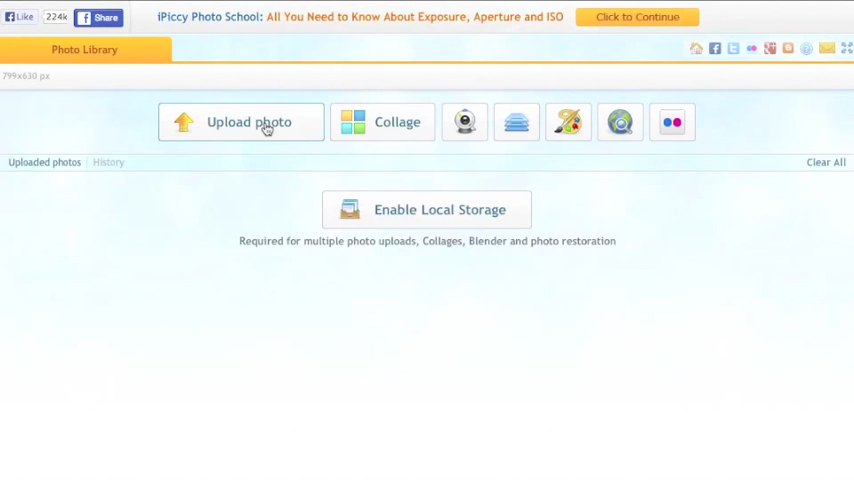 Like 224k Share iPiccy Photo School: All You Need to Know About Exposure, Aperture and ISO Click to Continue
Photo Library
799x630 px
Upload photo Collage
Uploaded photos History Clear All
Enable Local Storage
Required for multiple photo uploads, Collages, Blender and photo restoration